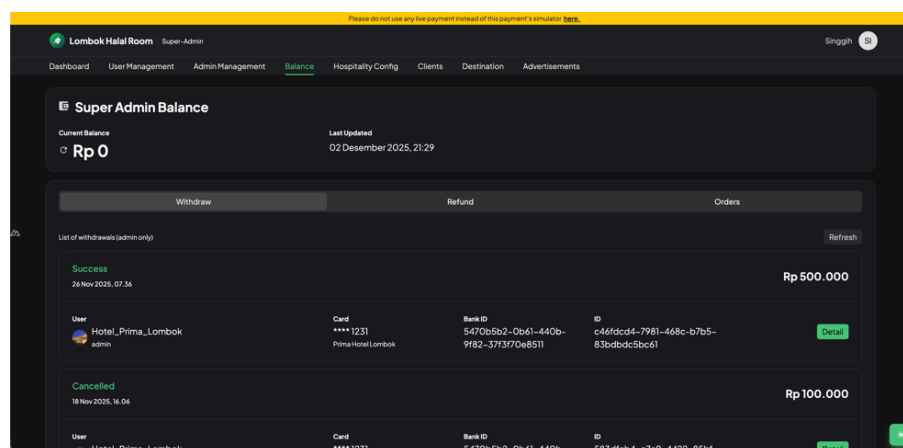 Please do not use any live payment instead of this payment's simulator here.
Lombok Halal Room Super-Admin Singgih SI
Dashboard User Management Admin Management Balance Hospitality Config Clients Destination Advertisements
Super Admin Balance
Current Balance Last Updated
Rp 0 02 Desember 2025, 21:29
Withdraw Refund Orders
List of withdrawals (admin only) Refresh
Success Rp 500.000
26 Nov 2025, 07.36
User Card Bank ID ID
Hotel_Prima_Lombok **** 1231 5470b5b2-0b61-440b- c46fdcd4-7981-468c-b7b5- Detail
admin Prima Hotel Lombok 9f82-37f3f70e8511 83bdbdc5bc61
Cancelled Rp 100.000
18 Nov 2025, 16.06
User Card Bank ID ID